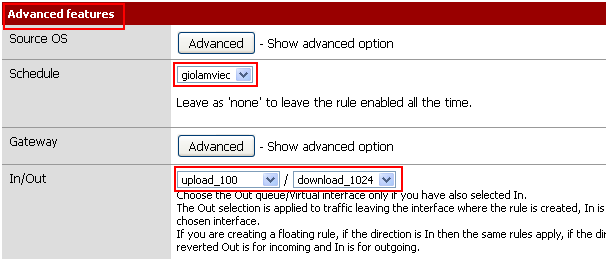 Advanced features
Source OS
Advanced - Show advanced option
Schedule
giolamviec
Leave as 'none' to leave the rule enabled all the time.
Gateway
Advanced - Show advanced option
In/Out
upload_100 / download_1024
Choose the Out queue/Virtual interface only if you have also selected In.
The Out selection is applied to traffic leaving the interface where the rule is created, In is
chosen interface.
If you are creating a floating rule, if the direction is In then the same rules apply, if the dir
reverted Out is for incoming and In is for outgoing.